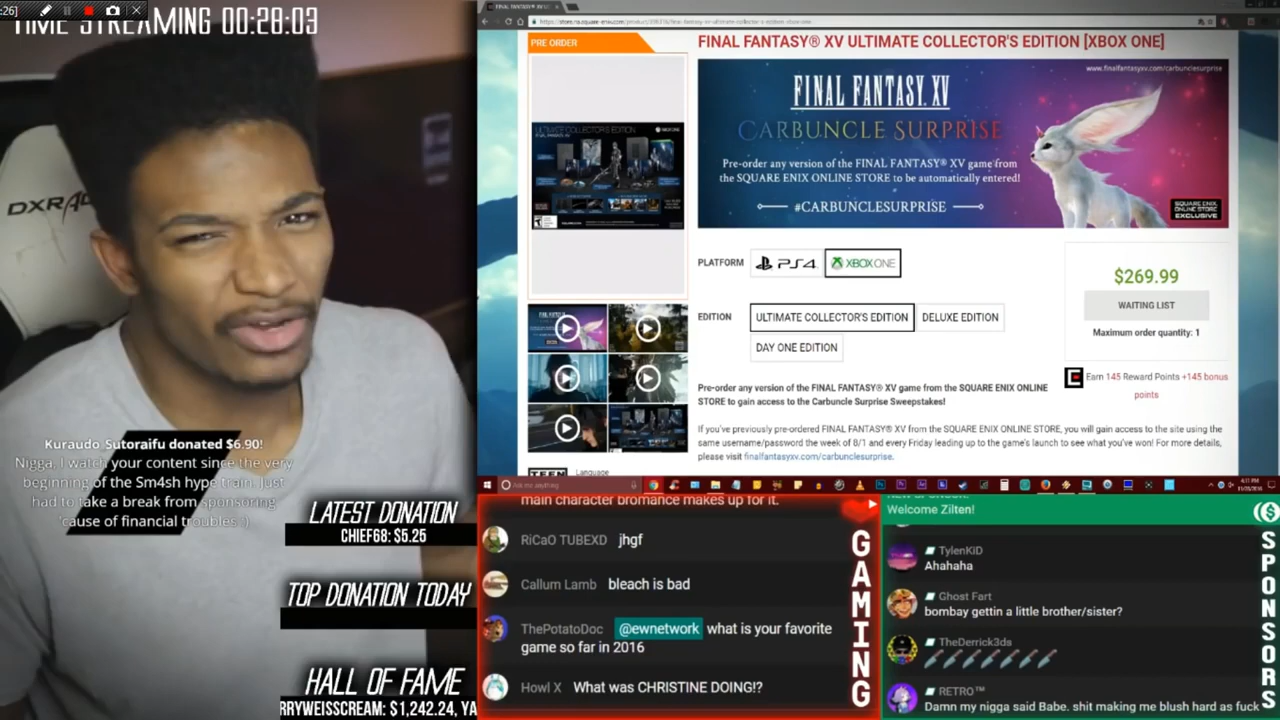 :26]
TIME STREAMING 00:28:03
DXRA
Kuraudo Sutoraifu donated $6.90!
Nigga, I watch your content since the very
beginning of the Sm4sh hype train. Just
had to take a break from sponsoring
'cause of financial troubles :)
LATEST DONATION
CHIEF68: $5.25
TOP DONATION TODAY
HALL OF FAME
RRYWEISSCREAM: $1,242.24, YA
PRE ORDER
FINAL FANTASY® XV ULTIMATE COLLECTOR'S EDITION [XBOX ONE]
www.finalfantasyxv.com/carbunclesurprise
FINAL FANTASY XV
CARBUNCLE SURPRISE
Pre-order any version of the FINAL FANTASY® XV game from
the SQUARE ENIX ONLINE STORE to be automatically entered!
#CARBUNCLESURPRISE
SQUARE ENIX
ONLINE STORE
EXCLUSIVE
ULTIMATE COLLECTOR'S EDITION
PLATFORM
PS4
XBOX ONE
$269.99
WAITING LIST
Maximum order quantity: 1
EDITION
ULTIMATE COLLECTOR'S EDITION
DELUXE EDITION
DAY ONE EDITION
Earn 145 Reward Points +145 bonus
points
Pre-order any version of the FINAL FANTASY® XV game from the SQUARE ENIX ONLINE
STORE to gain access to the Carbuncle Surprise Sweepstakes!
If you've previously pre-ordered FINAL FANTASY® XV from the SQUARE ENIX ONLINE STORE, you will gain access to the site using the
same username/password the week of 8/1 and every Friday leading up to the game's launch to see what you've won! For more details,
please visit finalfantasyxv.com/carbunclesurprise.
TEEN
Language
Ask me anything
main character bromance makes up for it.
RiCaO TUBEXD jhgf
Callum Lamb bleach is bad
ThePotatoDoc @ewnetwork what is your favorite
game so far in 2016
Howl X What was CHRISTINE DOING!?
GAMING
NEW SPONSOR!
Welcome Zilten!
TylenKiD
Ahahaha
Ghost Fart
bombay gettin a little brother/sister?
TheDerrick3ds
RETRO™
Damn my nigga said Babe. shit making me blush hard as fuck
SPONSORS